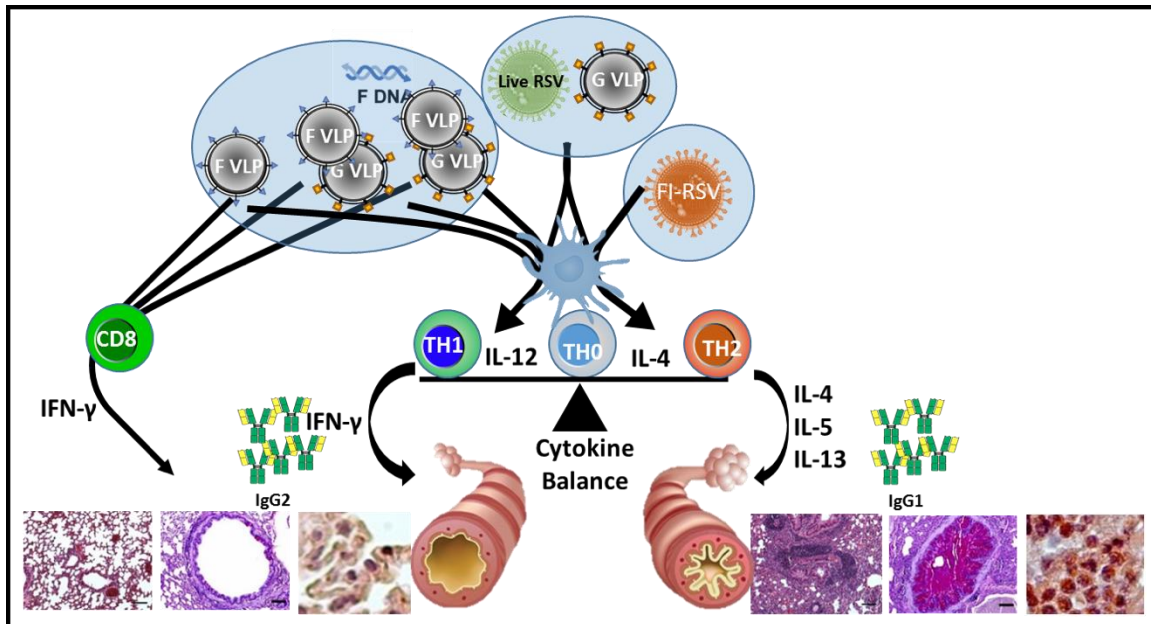 Live RSV
G VLP
F DNA
F VLP
F VLP
F VLP
G VLP
G VLP
FI-RSV
CD8
TH1
IL-12
TH0
IL-4
TH2
IFN-γ
IFN-γ
IgG2
Cytokine
Balance
IL-4
IL-5
IL-13
IgG1